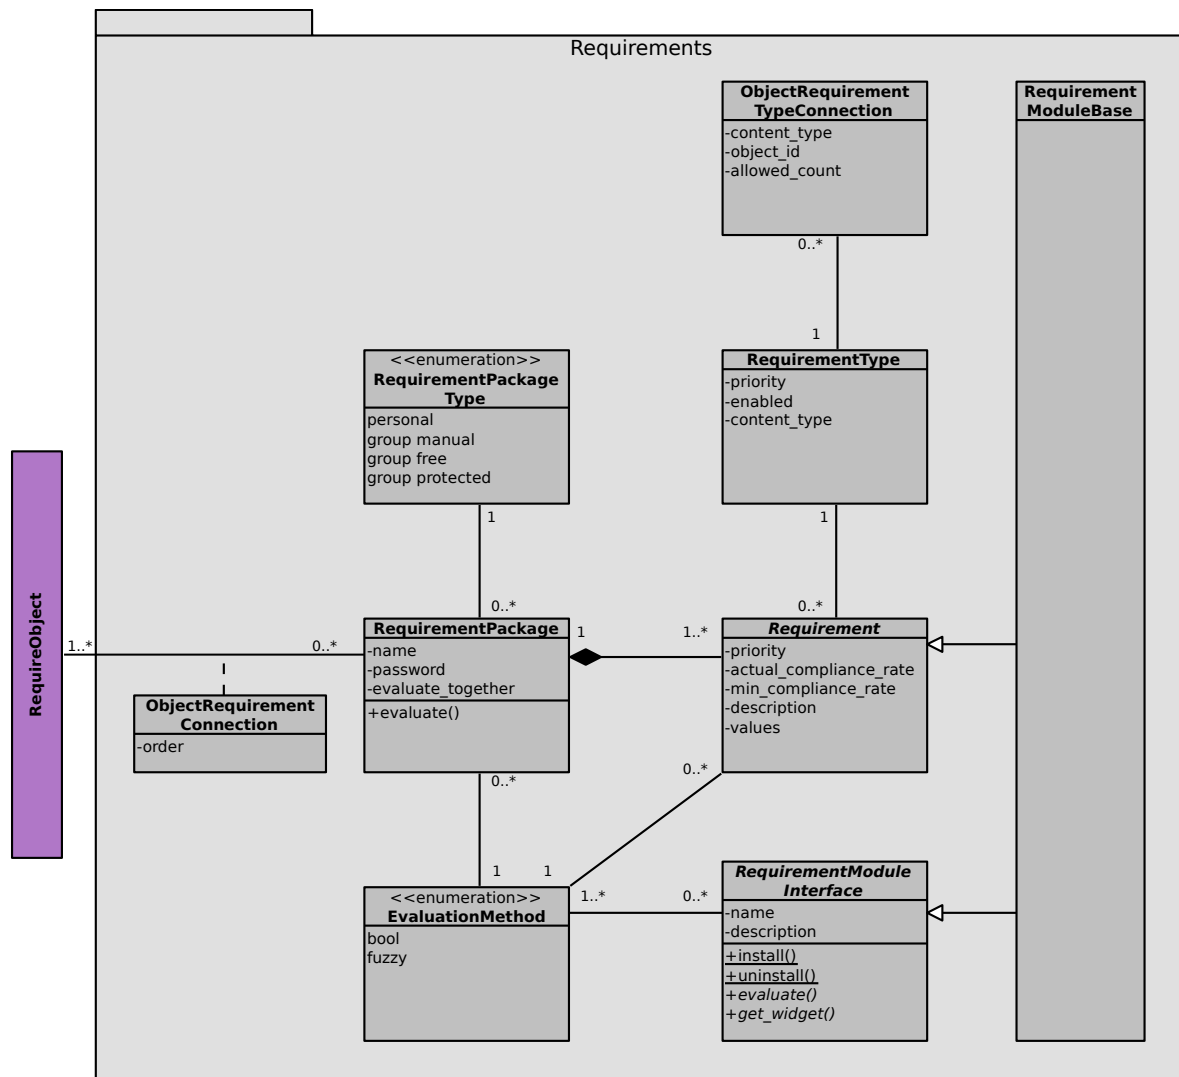 Requirements
ObjectRequirement
TypeConnection
-content_type
-object_id
-allowed_count
Requirement
ModuleBase
0..*
1
<<enumeration>>
RequirementPackage
Type
personal
group manual
group free
group protected
RequirementType
-priority
-enabled
-content_type
1
1
0..*
0..*
RequireObject
1..*
0..*
RequirementPackage
-name
-password
-evaluate_together
+evaluate()
1
1..*
Requirement
-priority
-actual_compliance_rate
-min_compliance_rate
-description
-values
ObjectRequirement
Connection
-order
0..*
0..*
1
1
<<enumeration>>
EvaluationMethod
bool
fuzzy
1..*
0..*
RequirementModule
Interface
-name
-description
+install()
+uninstall()
+evaluate()
+get_widget()